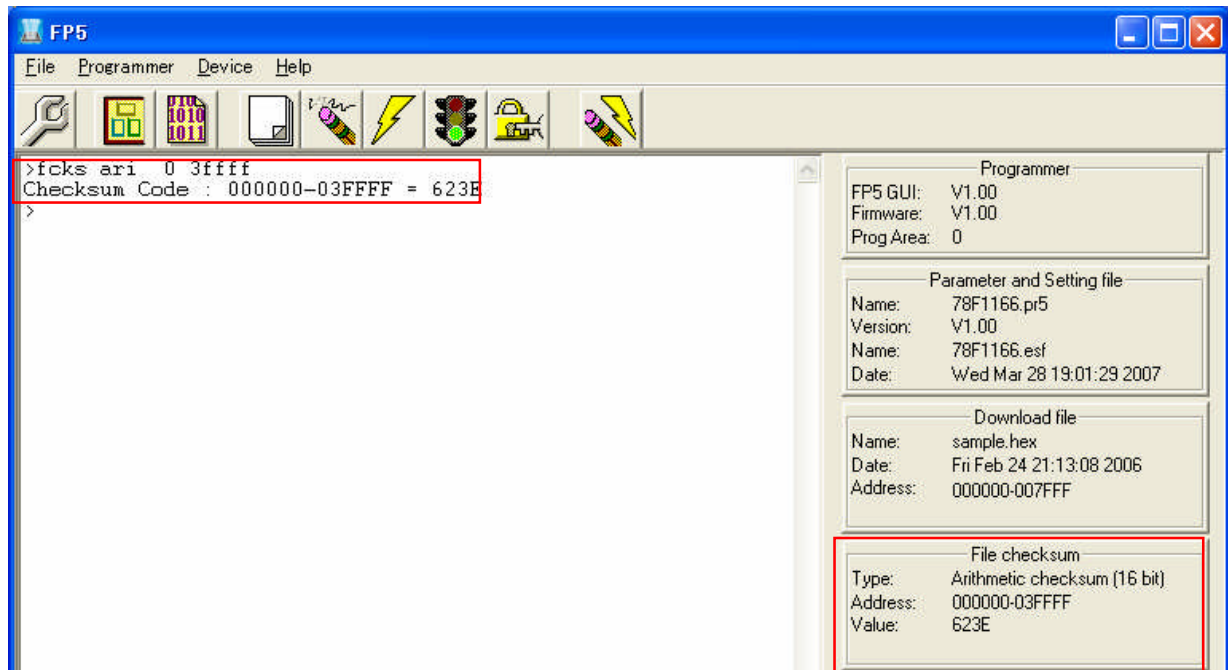 FP5
File Programmer Device Help
010
1010
1011
>fcks ari 0 3ffff
Checksum Code : 000000-03FFFF = 623E
>
Programmer
FP5 GUI: V1.00
Firmware: V1.00
Prog Area: 0
Parameter and Setting file
Name: 78F1166.pr5
Version: V1.00
Name: 78F1166.esf
Date: Wed Mar 28 19:01:29 2007
Download file
Name: sample.hex
Date: Fri Feb 24 21:13:08 2006
Address: 000000-007FFF
File checksum
Type: Arithmetic checksum (16 bit)
Address: 000000-03FFFF
Value: 623E